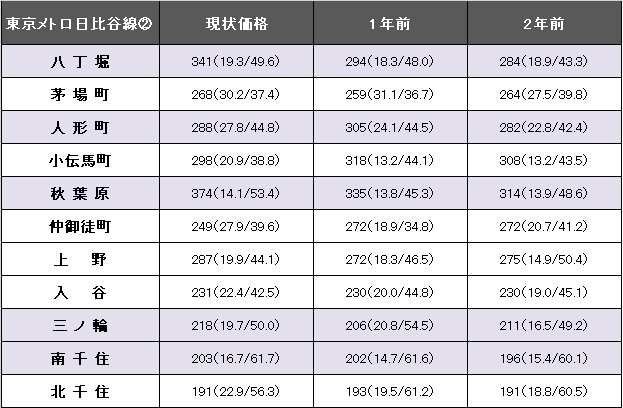 東京メトロ日比谷線② 現状価格 1年前 2年前
八丁堀 341(19.3/49.6) 294(18.3/48.0) 284(18.9/43.3)
茅場町 268(30.2/37.4) 259(31.1/36.7) 264(27.5/39.8)
人形町 288(27.8/44.8) 305(24.1/44.5) 282(22.8/42.4)
小伝馬町 298(20.9/38.8) 318(13.2/44.1) 308(13.2/43.5)
秋葉原 374(14.1/53.4) 335(13.8/45.3) 314(13.9/48.6)
仲御徒町 249(27.9/39.6) 272(18.9/34.8) 272(20.7/41.2)
上野 287(19.9/44.1) 272(18.3/46.5) 275(14.9/50.4)
入谷 231(22.4/42.5) 230(20.0/44.8) 230(19.0/45.1)
三ノ輪 218(19.7/50.0) 206(20.8/54.5) 211(16.5/49.2)
南千住 203(16.7/61.7) 202(14.7/61.6) 196(15.4/60.1)
北千住 191(22.9/56.3) 193(19.5/61.2) 191(18.8/60.5)